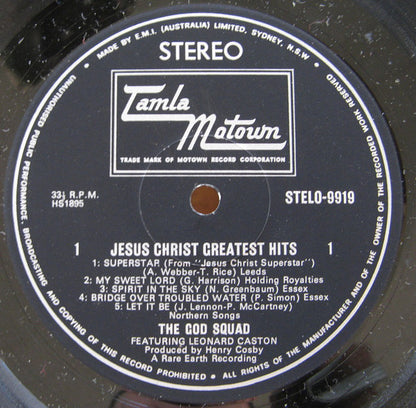 MADE BY E.M.I. (AUSTRALIA) LIMITED, SYDNEY, N.S.W.
STEREO
Tamla
Motown
TRADE MARK OF MOTOWN RECORD CORPORATION
33⅓ R.P.M.
HS1895
STELO-9919
1 JESUS CHRIST GREATEST HITS 1
1: SUPERSTAR (From "Jesus Christ Superstar")
(A. Webber-T. Rice) Leeds
2: MY SWEET LORD (G. Harrison) Holding Royalties
3: SPIRIT IN THE SKY (N. Greenbaum) Essex
4: BRIDGE OVER TROUBLED WATER (P. Simon) Essex
5: LET IT BE (J. Lennon-P. McCartney)
Northern Songs
THE GOD SQUAD
FEATURING LEONARD CASTON
Produced by Henry Cosby
A Rare Earth Recording
UNAUTHORISED PUBLIC PERFORMANCE, BROADCASTING AND COPYING OF THIS RECORD PROHIBITED • ALL RIGHTS OF THE MANUFACTURER AND OF THE OWNER OF THE RECORDED WORK RESERVED